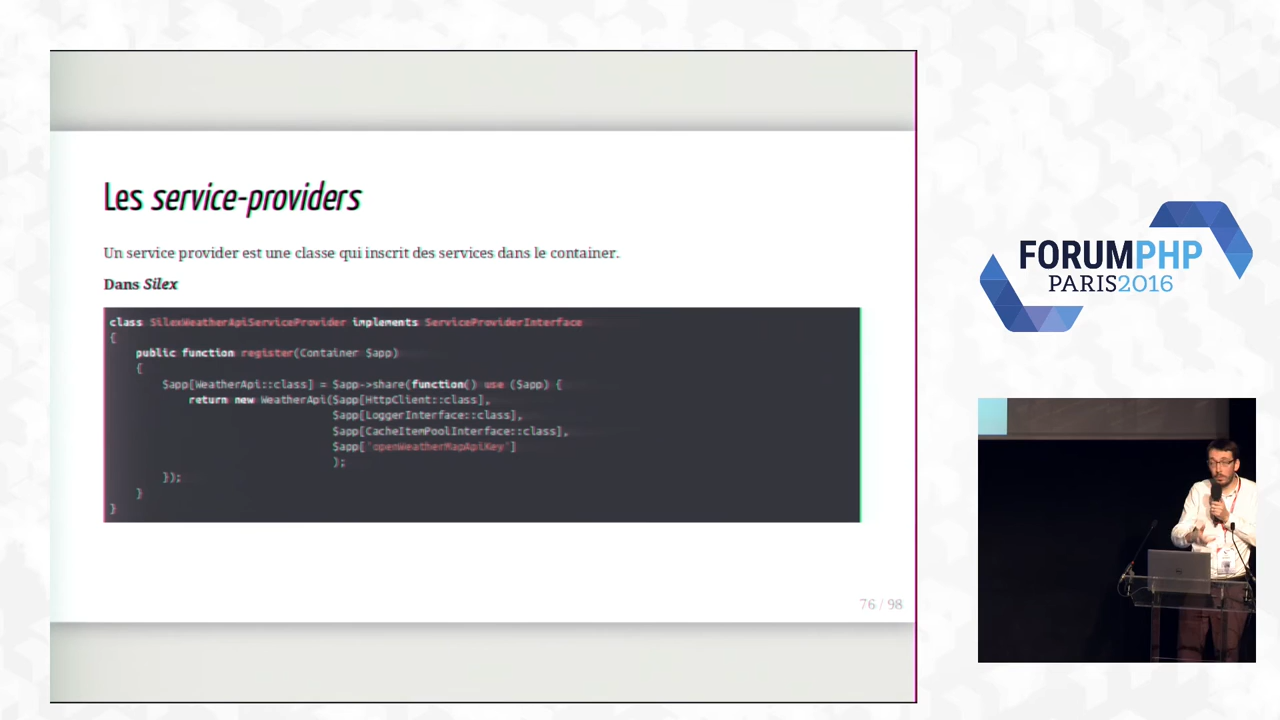 Les service-providers
Un service provider est une classe qui inscrit des services dans le container.
Dans Silex
class SilexWeatherApiServiceProvider implements ServiceProviderInterface
{
    public function register(Container $app)
    {
        $app[WeatherApi::class] = $app->share(function() use ($app) {
            return new WeatherApi($app[HttpClient::class],
                                  $app[LoggerInterface::class],
                                  $app[CacheItemPoolInterface::class],
                                  $app['openWeatherMapApiKey']
                                  );
        });
    }
}
76 / 98
FORUMPHP
PARIS2016